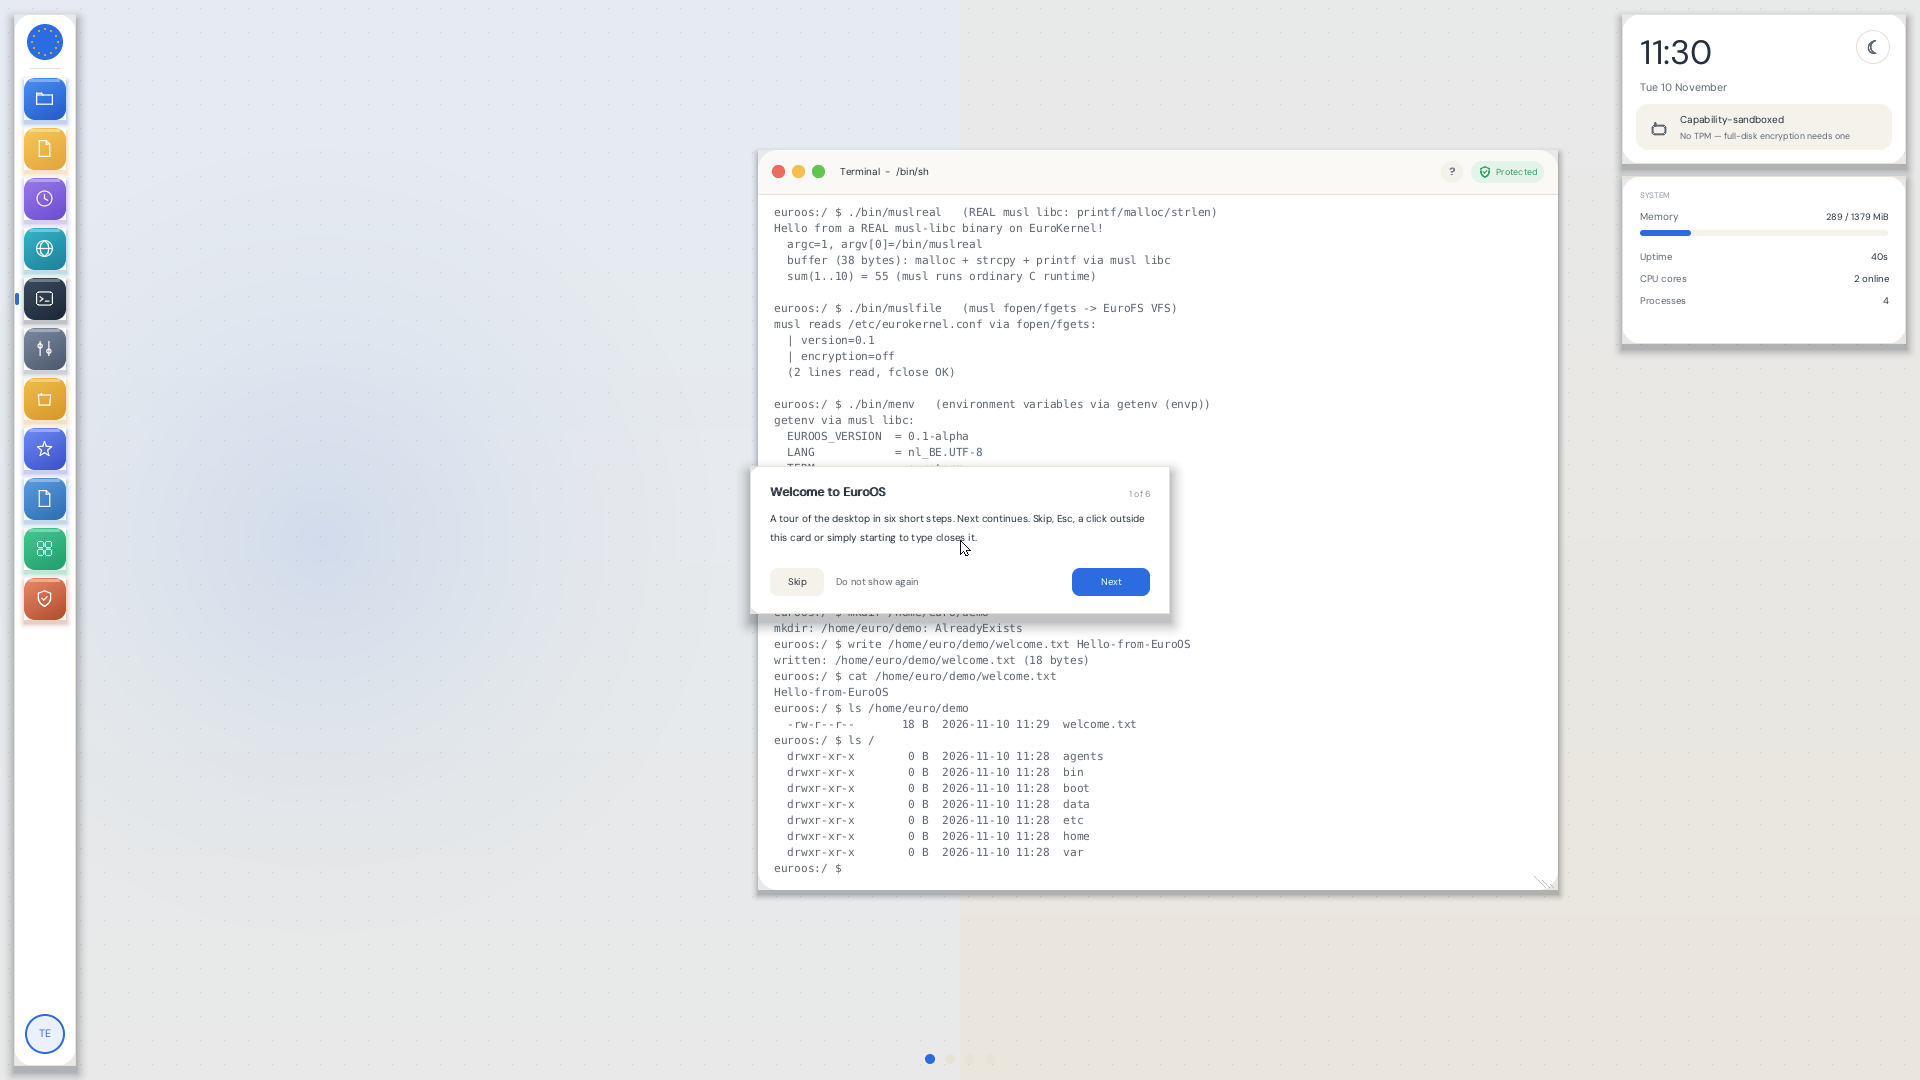 11:30
Tue 10 November
Capability-sandboxed
No TPM — full-disk encryption needs one
SYSTEM
Memory 289 / 1379 MiB
Uptime 40s
CPU cores 2 online
Processes 4
Terminal - /bin/sh
? Protected
euroos:/ $ ./bin/muslreal (REAL musl libc: printf/malloc/strlen)
Hello from a REAL musl-libc binary on EuroKernel!
argc=1, argv[0]=/bin/muslreal
buffer (38 bytes): malloc + strcpy + printf via musl libc
sum(1..10) = 55 (musl runs ordinary C runtime)
euroos:/ $ ./bin/muslfile (musl fopen/fgets -> EuroFS VFS)
musl reads /etc/eurokernel.conf via fopen/fgets:
| version=0.1
| encryption=off
(2 lines read, fclose OK)
euroos:/ $ ./bin/menv (environment variables via getenv (envp))
getenv via musl libc:
EUROOS_VERSION = 0.1-alpha
LANG = nl_BE.UTF-8
Welcome to EuroOS
1 of 6
A tour of the desktop in six short steps. Next continues. Skip, Esc, a click outside
this card or simply starting to type closes it.
Skip Do not show again Next
euroos:/ $ mkdir /home/euro/demo
mkdir: /home/euro/demo: AlreadyExists
euroos:/ $ write /home/euro/demo/welcome.txt Hello-from-EuroOS
written: /home/euro/demo/welcome.txt (18 bytes)
euroos:/ $ cat /home/euro/demo/welcome.txt
Hello-from-EuroOS
euroos:/ $ ls /home/euro/demo
-rw-r--r-- 18 B 2026-11-10 11:29 welcome.txt
euroos:/ $ ls /
drwxr-xr-x 0 B 2026-11-10 11:28 agents
drwxr-xr-x 0 B 2026-11-10 11:28 bin
drwxr-xr-x 0 B 2026-11-10 11:28 boot
drwxr-xr-x 0 B 2026-11-10 11:28 data
drwxr-xr-x 0 B 2026-11-10 11:28 etc
drwxr-xr-x 0 B 2026-11-10 11:28 home
drwxr-xr-x 0 B 2026-11-10 11:28 var
euroos:/ $
TE